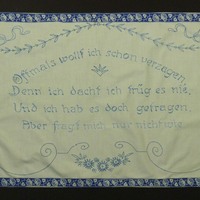 Oftmals wollt ich schon verzagen,
Denn ich dacht ich trüg es nie,
Und ich hab es doch getragen,
Aber fragt mich nur nicht wie.